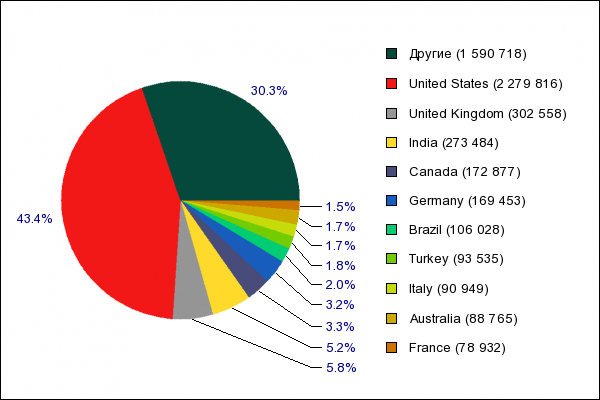 30.3%
43.4%
1.5%
1.7%
1.7%
1.8%
2.0%
3.2%
3.3%
5.2%
5.8%
Другие (1 590 718)
United States (2 279 816)
United Kingdom (302 558)
India (273 484)
Canada (172 877)
Germany (169 453)
Brazil (106 028)
Turkey (93 535)
Italy (90 949)
Australia (88 765)
France (78 932)